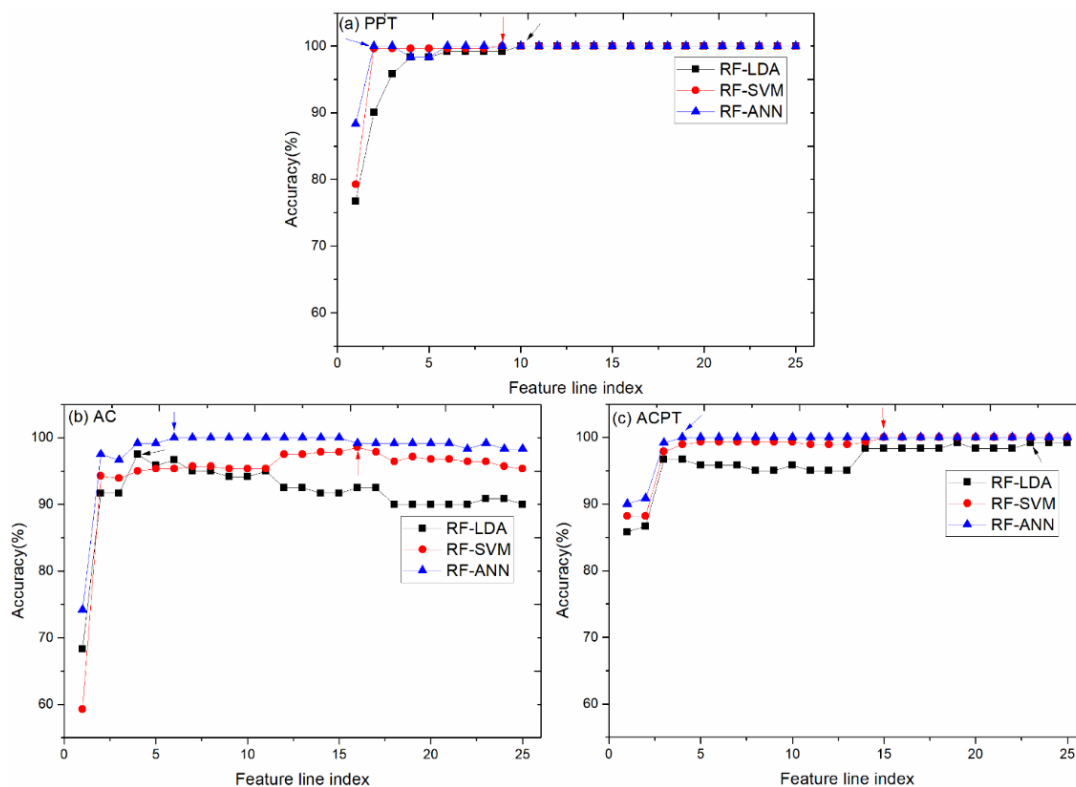 (a) PPT
100
90
80
70
60
Accuracy(%)
RF-LDA
RF-SVM
RF-ANN
0
5
10
15
20
25
Feature line index
(b) AC
100
90
80
70
60
Accuracy(%)
RF-LDA
RF-SVM
RF-ANN
0
5
10
15
20
25
Feature line index
(c) ACPT
100
90
80
70
60
Accuracy(%)
RF-LDA
RF-SVM
RF-ANN
0
5
10
15
20
25
Feature line index